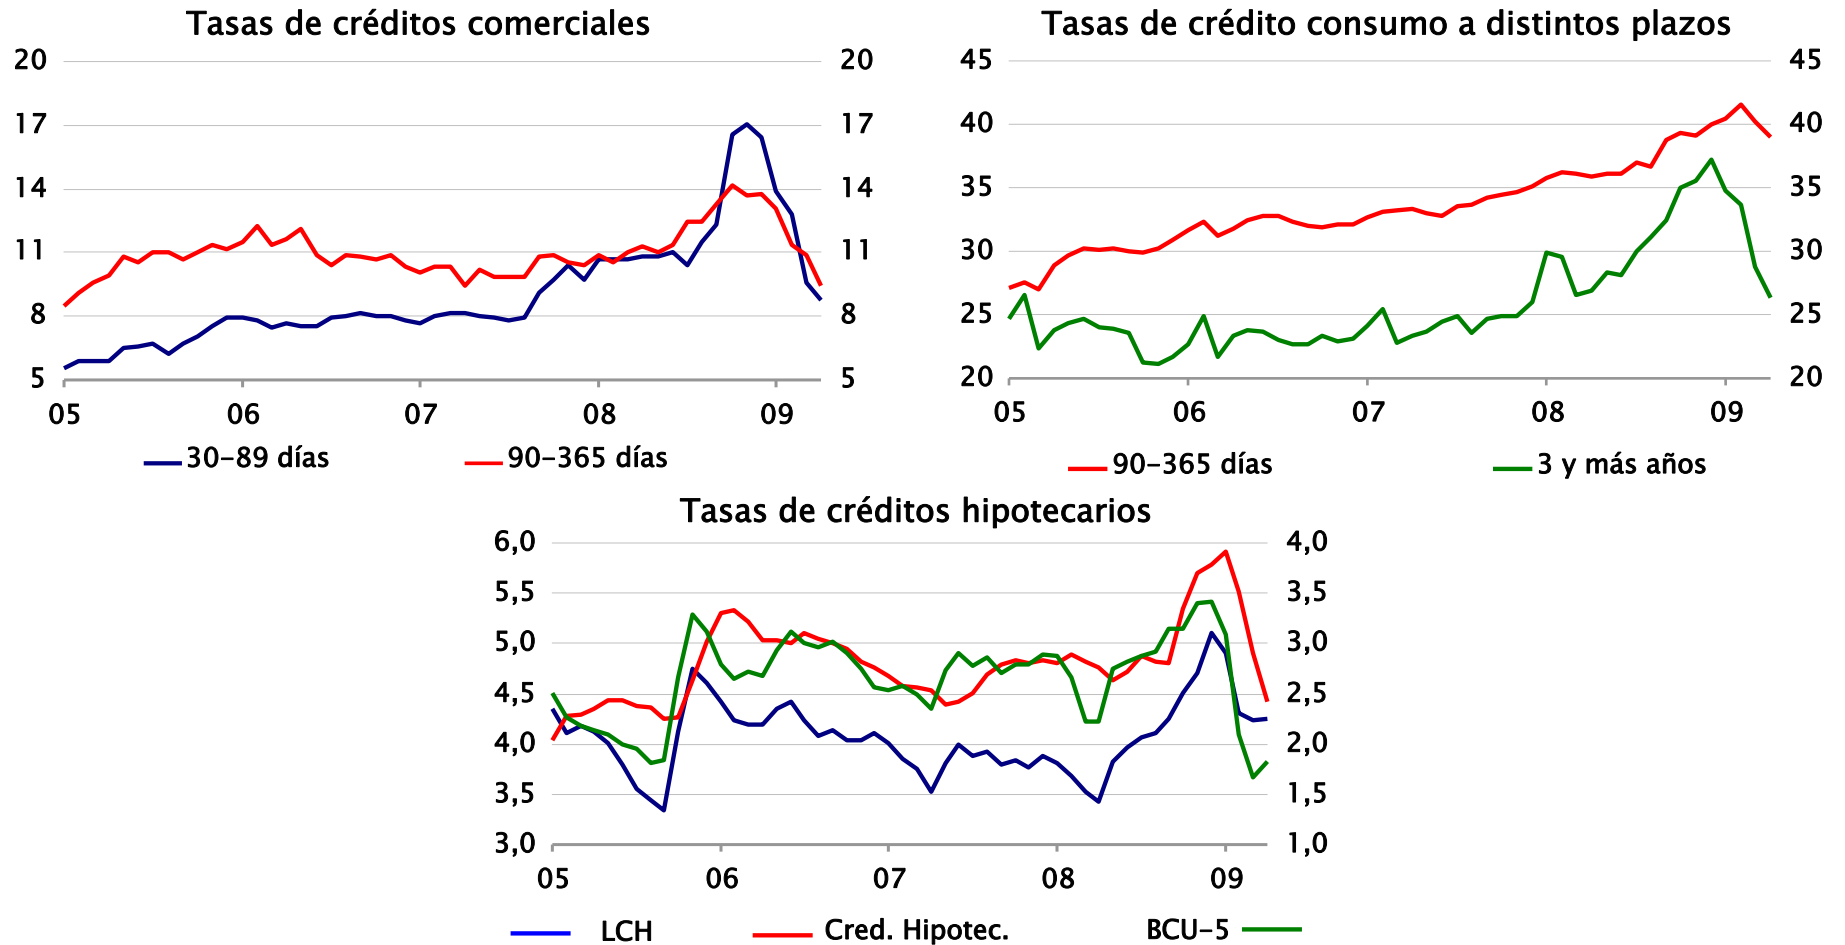 Tasas de créditos comerciales
20 20
17 17
14 14
11 11
8 8
5 5
05 06 07 08 09
30-89 días 90-365 días
Tasas de crédito consumo a distintos plazos
45 45
40 40
35 35
30 30
25 25
20 20
05 06 07 08 09
90-365 días 3 y más años
Tasas de créditos hipotecarios
6,0 4,0
5,5 3,5
5,0 3,0
4,5 2,5
4,0 2,0
3,5 1,5
3,0 1,0
05 06 07 08 09
LCH Cred. Hipotec. BCU-5